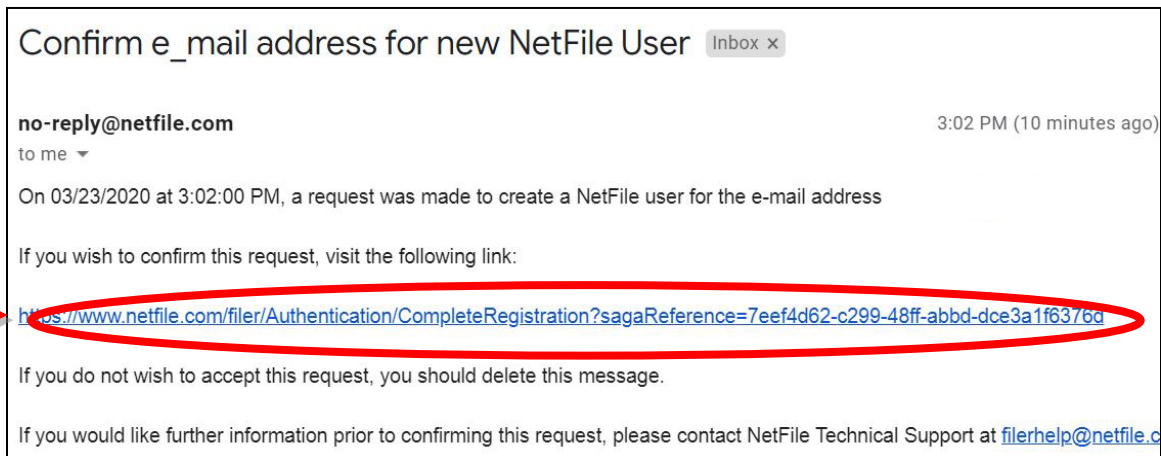 Confirm e_mail address for new NetFile User Inbox x
no-reply@netfile.com 3:02 PM (10 minutes ago)
to me
On 03/23/2020 at 3:02:00 PM, a request was made to create a NetFile user for the e-mail address
If you wish to confirm this request, visit the following link:
https://www.netfile.com/filer/Authentication/CompleteRegistration?sagaReference=7eef4d62-c299-48ff-abbd-dce3a1f6376d
If you do not wish to accept this request, you should delete this message.
If you would like further information prior to confirming this request, please contact NetFile Technical Support at filerhelp@netfile.c